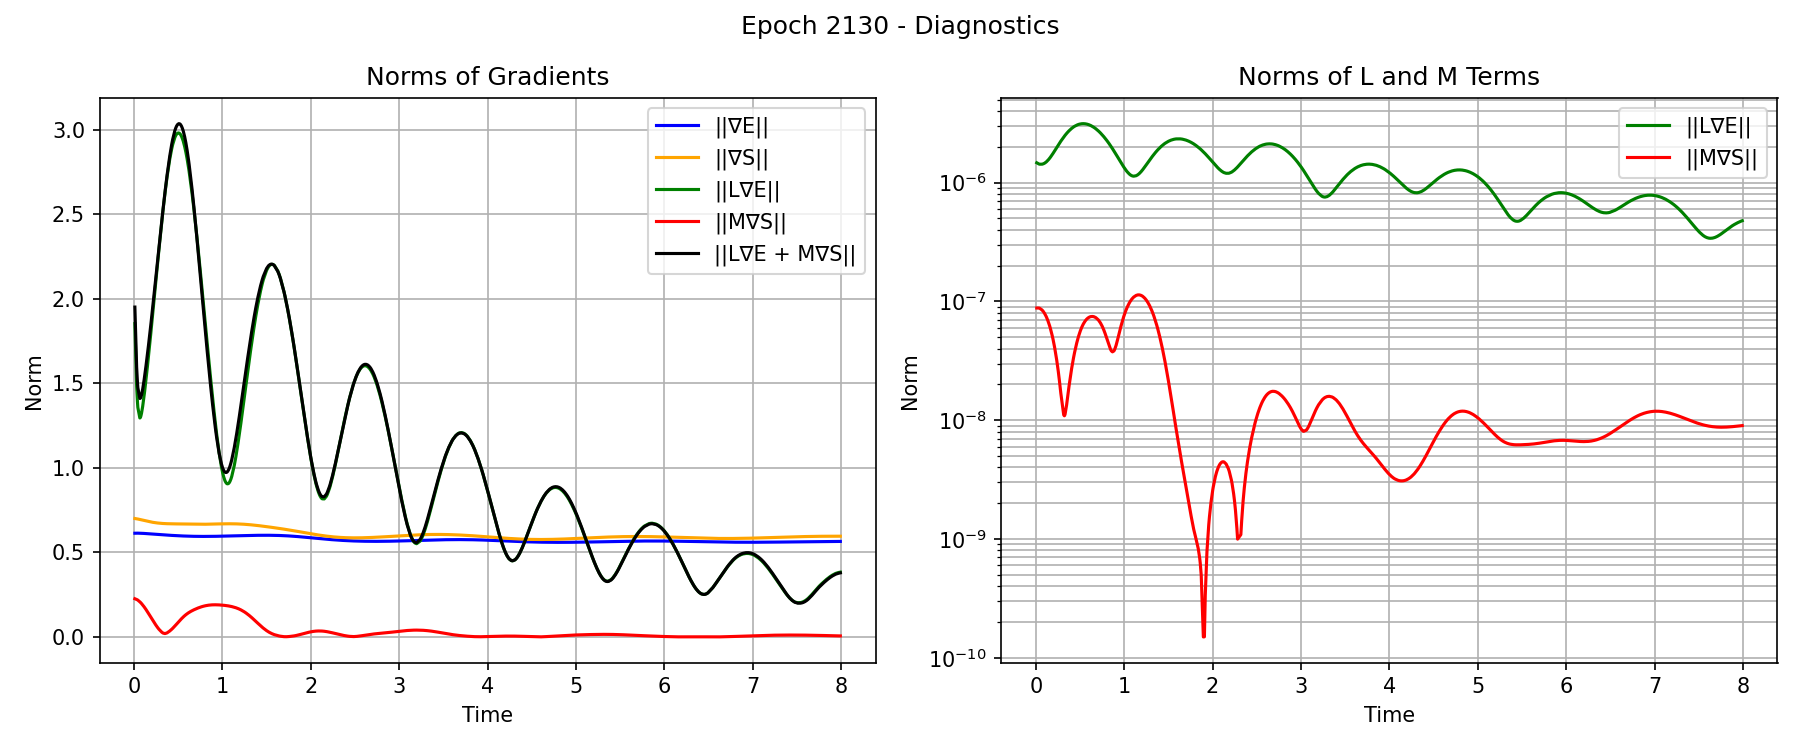 Epoch 2130 - Diagnostics
Norms of Gradients
3.0
2.5
2.0
1.5
1.0
0.5
0.0
Norm
0 1 2 3 4 5 6 7 8
Time
||∇E||
||∇S||
||L∇E||
||M∇S||
||L∇E + M∇S||
Norms of L and M Terms
10⁻⁶
10⁻⁷
10⁻⁸
10⁻⁹
10⁻¹⁰
Norm
0 1 2 3 4 5 6 7 8
Time
||L∇E||
||M∇S||